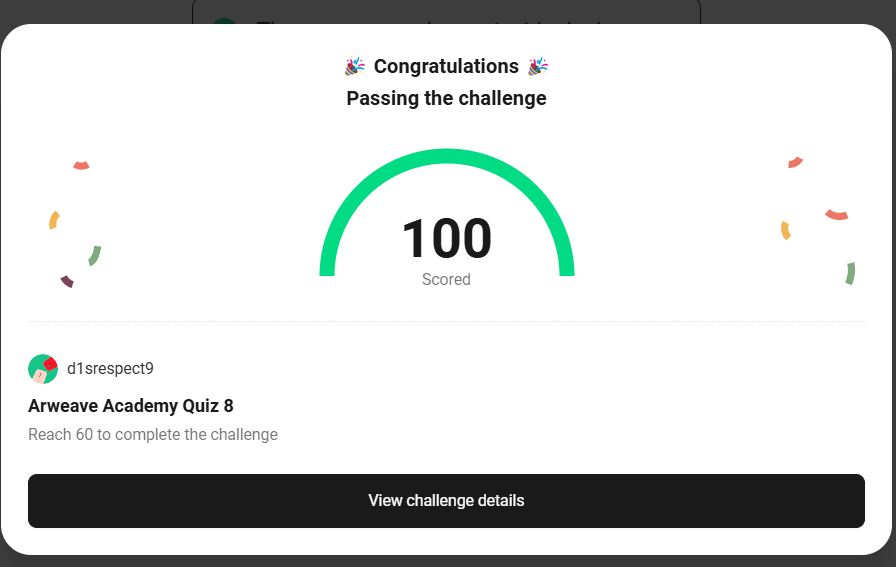 Congratulations
Passing the challenge
100
Scored
d1srespect9
Arweave Academy Quiz 8
Reach 60 to complete the challenge
View challenge details